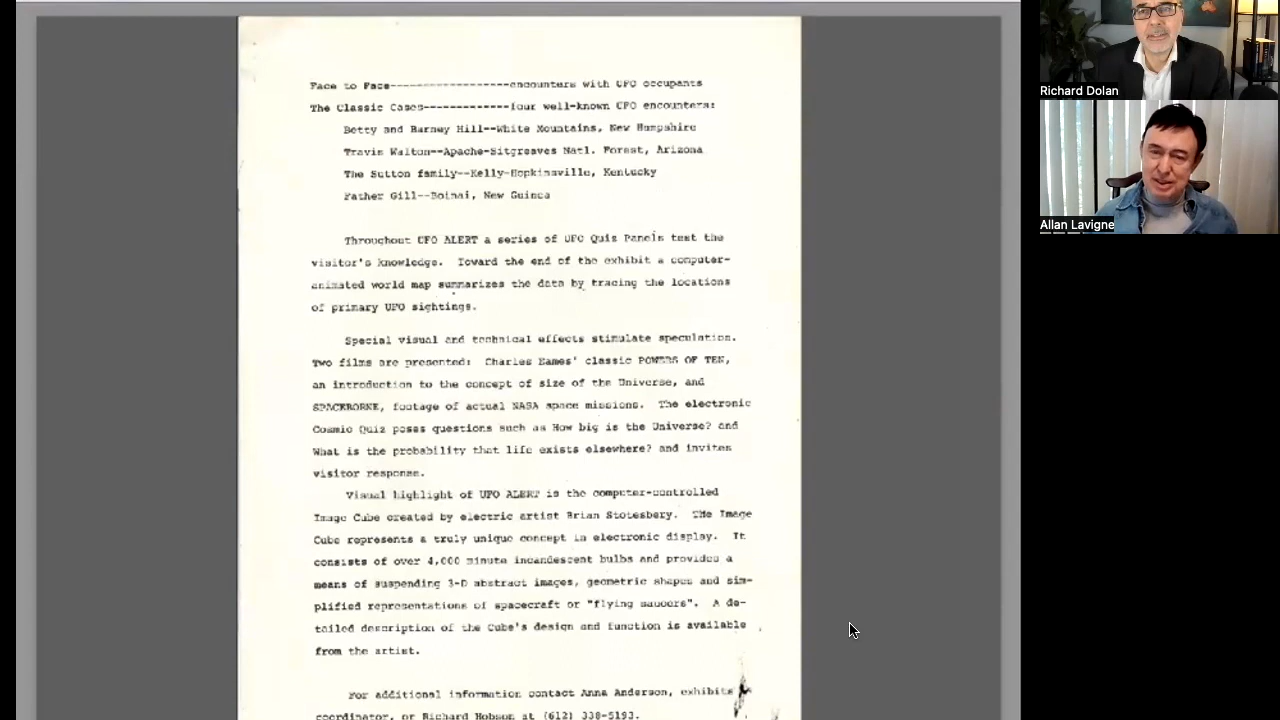 Face to Face-------------------encounters with UFO occupants
The Classic Cases-------------four well-known UFO encounters:
Betty and Barney Hill--White Mountains, New Hampshire
Travis Walton--Apache-Sitgreaves Natl. Forest, Arizona
The Sutton family--Kelly-Hopkinsville, Kentucky
Father Gill--Boinai, New Guinea
Throughout UFO ALERT a series of UFO Quiz Panels test the
visitor's knowledge. Toward the end of the exhibit a computer-
animated world map summarizes the data by tracing the locations
of primary UFO sightings.
Special visual and technical effects stimulate speculation.
Two films are presented: Charles Eames' classic POWERS OF TEN,
an introduction to the concept of size of the Universe, and
SPACEBORNE, footage of actual NASA space missions. The electronic
Cosmic Quiz poses questions such as How big is the Universe? and
What is the probability that life exists elsewhere? and invites
visitor response.
Visual highlight of UFO ALERT is the computer-controlled
Image Cube created by electric artist Brian Stotesbery. The Image
Cube represents a truly unique concept in electronic display. It
consists of over 4,000 minute incandescent bulbs and provides a
means of suspending 3-D abstract images, geometric shapes and sim-
plified representations of spacecraft or "flying saucers". A de-
tailed description of the Cube's design and function is available
from the artist.
For additional information contact Anna Anderson, exhibits
coordinator, or Richard Hobson at (612) 338-5193.
Richard Dolan
Allan Lavigne